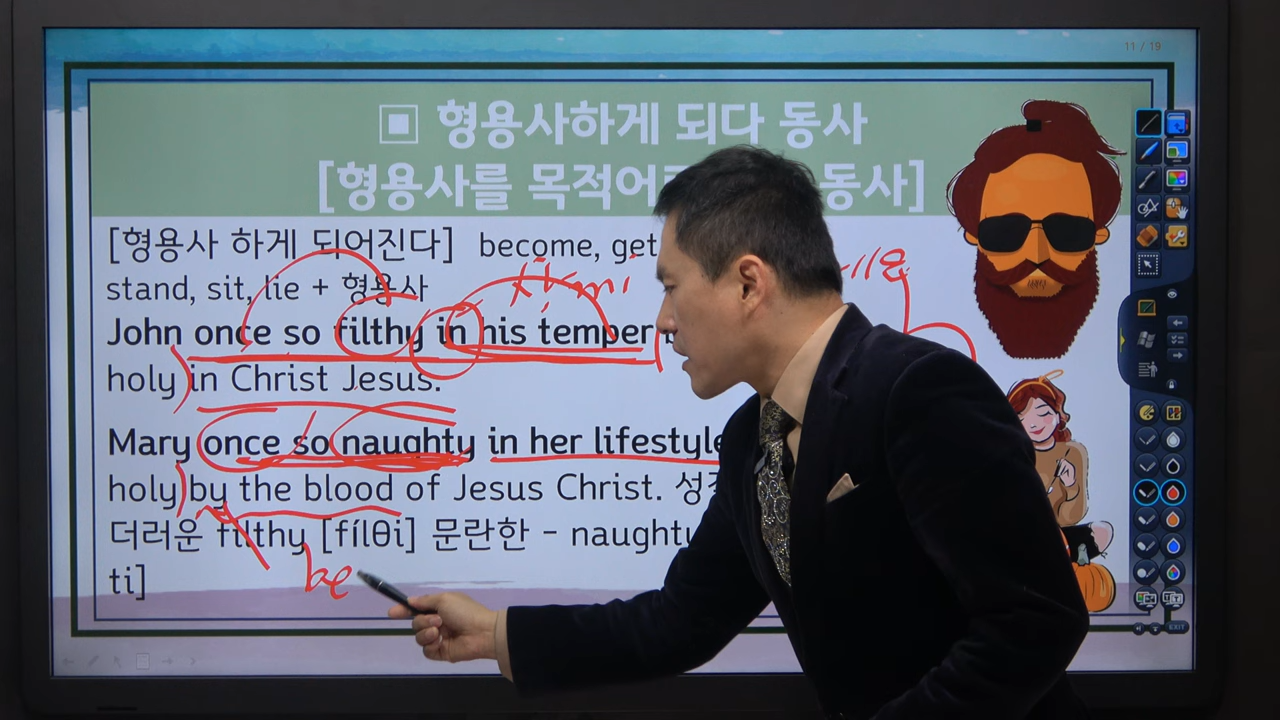 11 / 19
▣ 형용사하게 되다 동사
[형용사를 목적어 동사]
[형용사 하게 되어진다] become, get
stand, sit, lie + 형용사
John once so filthy in his temper
holy in Christ Jesus.
Mary once so naughty in her lifestyle
holy by the blood of Jesus Christ.
더러운 filthy [fílθi] 문란한 - naughty
ti]
be
EXIT